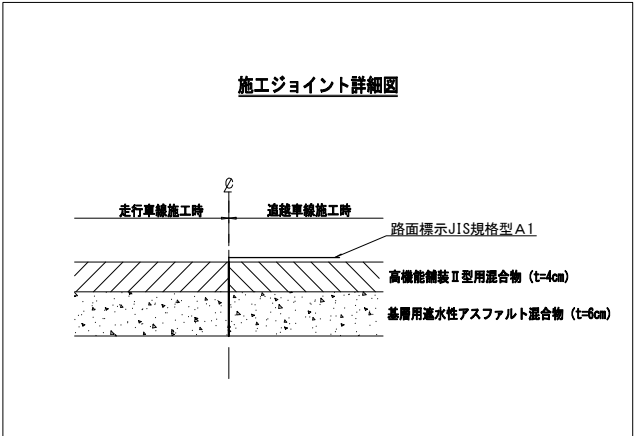 施工ジョイント詳細図
℄
走行車線施工時
追越車線施工時
路面標示JIS規格型A1
高機能舗装Ⅱ型用混合物（t=4cm）
基層用遮水性アスファルト混合物（t=6cm）